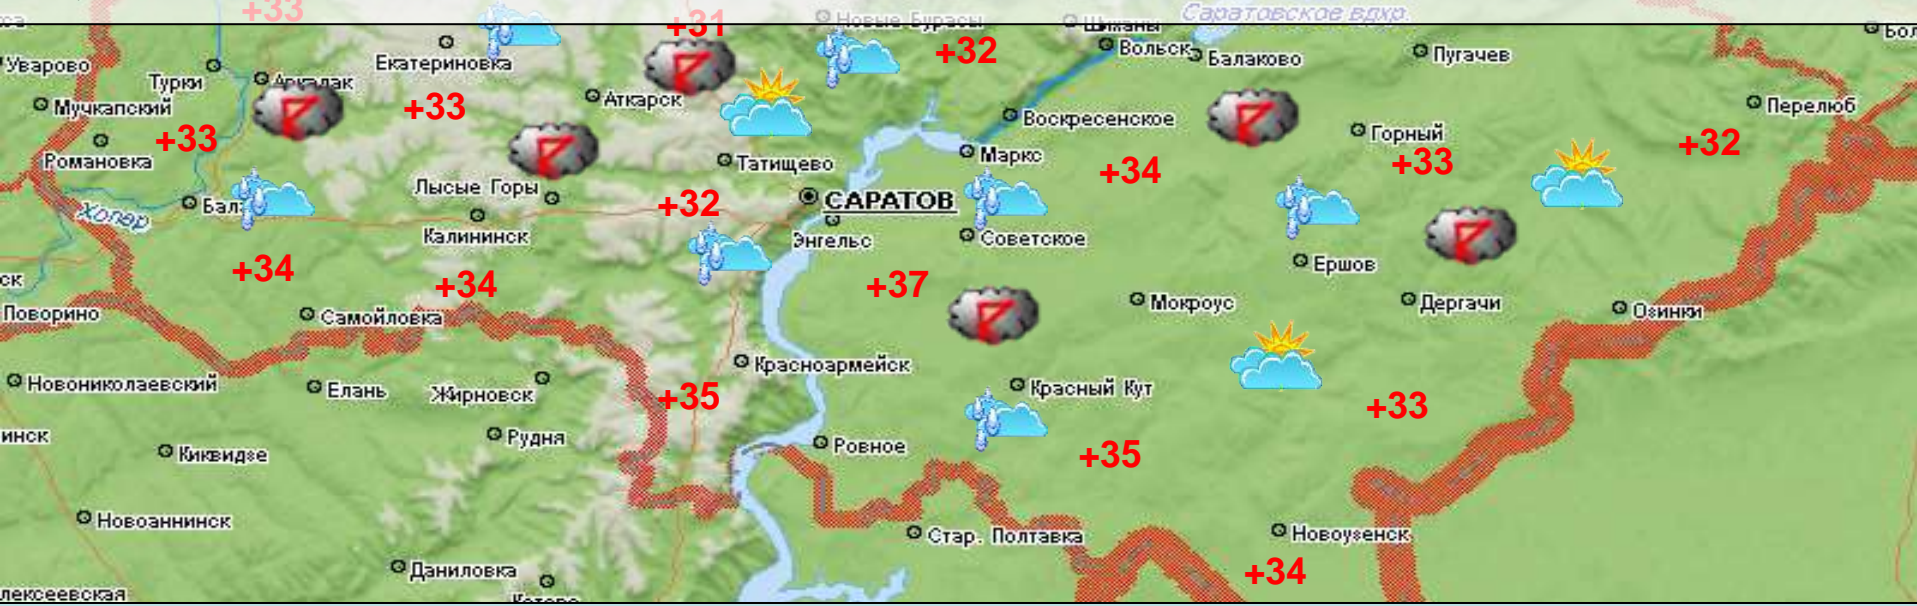 +33
+31
Новые Бурасы
Шиханы
Саратовское вдхр.
Уварово
Турки
Аркадак
Екатериновка
+32
Вольск
Балаково
Пугачев
Мучкапский
+33
+33
Аткарск
Воскресенское
Горный
Перелюб
Романовка
Татищево
Маркс
+34
+33
+32
Хопер
Лысые Горы
+32
САРАТОВ
Калининск
Энгельс
Советское
Ершов
+34
+34
+37
Мокроус
Дергачи
Озинки
Поворино
Самойловка
Красноармейск
Новониколаевский
Елань
Жирновск
+35
Красный Кут
+33
инск
Рудня
Киквидзе
Ровное
+35
Новоаннинск
Стар. Полтавка
Новоузенск
Даниловка
+34
лексеевская